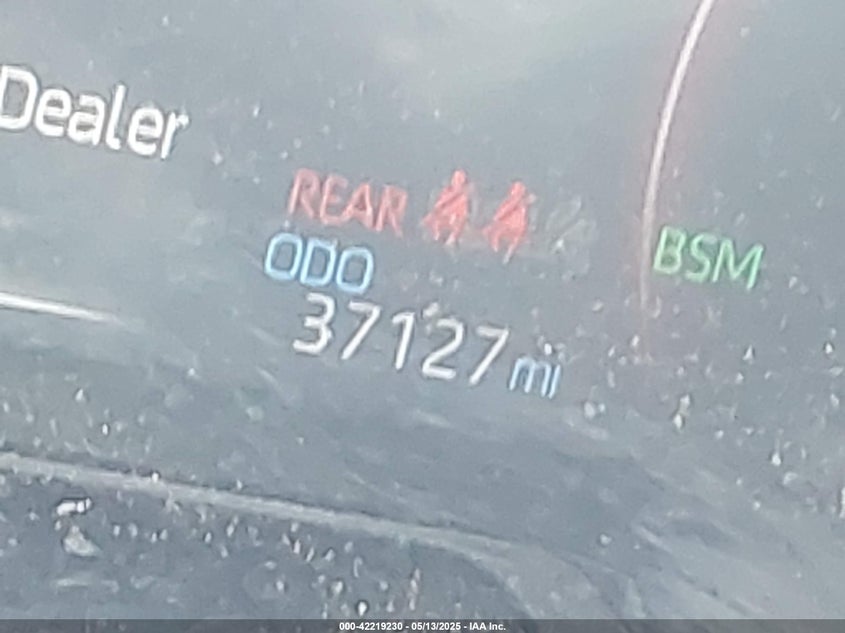 Dealer
REAR
ODO
BSM
37127 mi
000-42219230 - 05/13/2025 - IAA Inc.